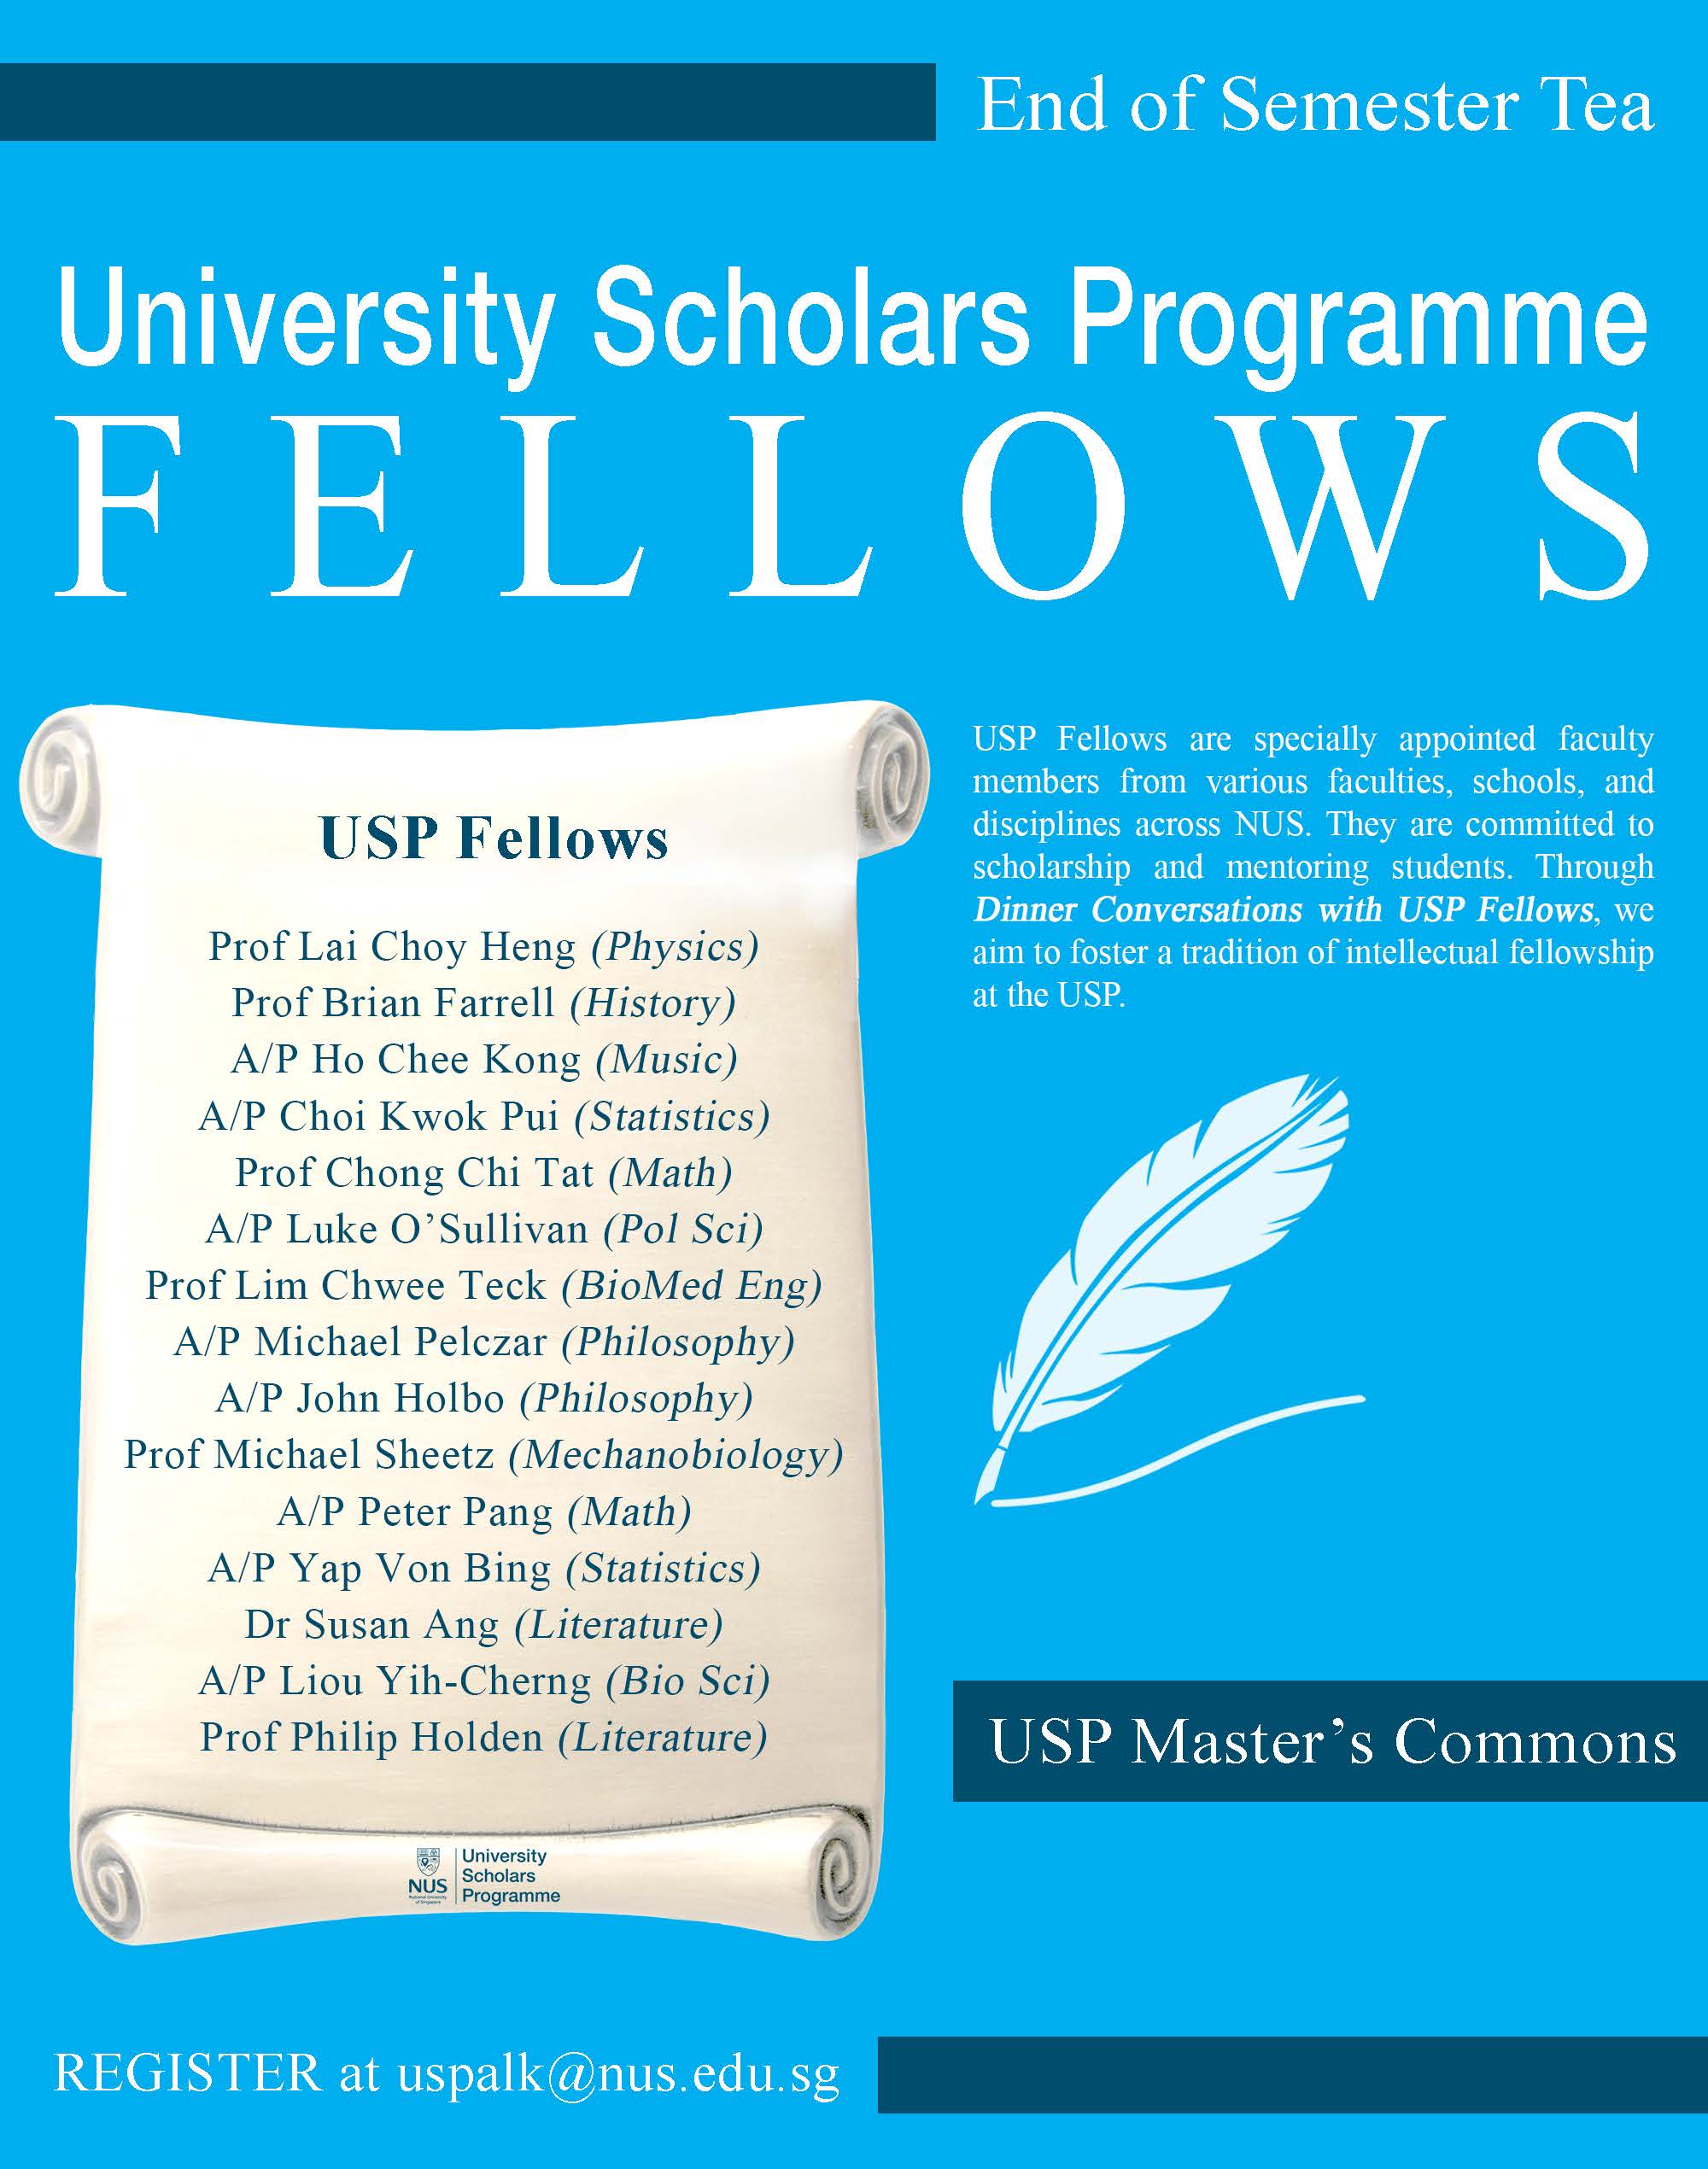 End of Semester Tea
University Scholars Programme
FELLOWS
USP Fellows
Prof Lai Choy Heng (Physics)
Prof Brian Farrell (History)
A/P Ho Chee Kong (Music)
A/P Choi Kwok Pui (Statistics)
Prof Chong Chi Tat (Math)
A/P Luke O’Sullivan (Pol Sci)
Prof Lim Chwee Teck (BioMed Eng)
A/P Michael Pelczar (Philosophy)
A/P John Holbo (Philosophy)
Prof Michael Sheetz (Mechanobiology)
A/P Peter Pang (Math)
A/P Yap Von Bing (Statistics)
Dr Susan Ang (Literature)
A/P Liou Yih-Cherng (Bio Sci)
Prof Philip Holden (Literature)
NUS
National University
of Singapore
University
Scholars
Programme
USP Fellows are specially appointed faculty
members from various faculties, schools, and
disciplines across NUS. They are committed to
scholarship and mentoring students. Through
Dinner Conversations with USP Fellows, we
aim to foster a tradition of intellectual fellowship
at the USP.
USP Master’s Commons
REGISTER at uspalk@nus.edu.sg